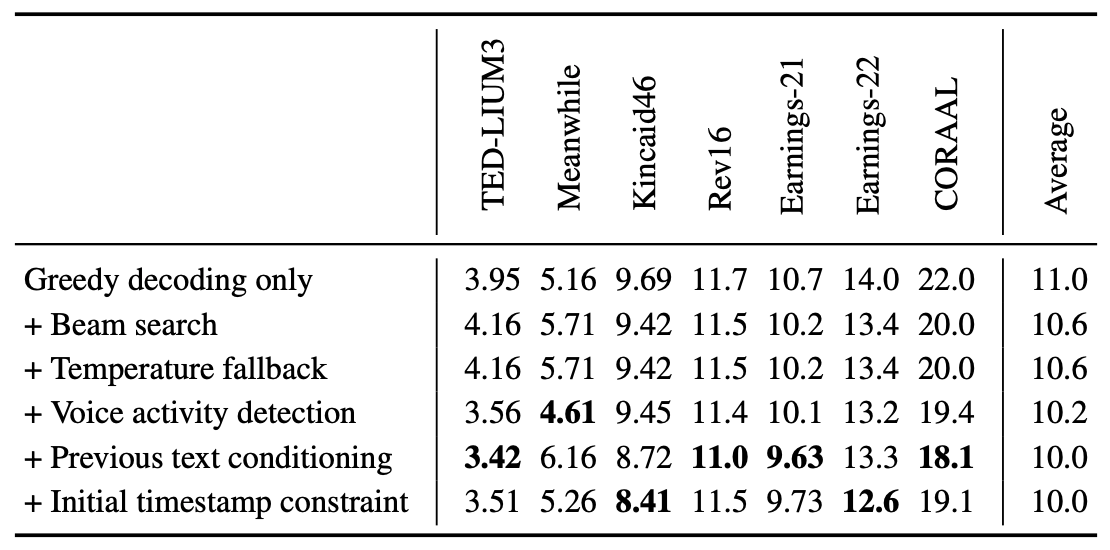 TED-LIUM3 Meanwhile Kincaid46 Rev16 Earnings-21 Earnings-22 CORAAL Average
Greedy decoding only 3.95 5.16 9.69 11.7 10.7 14.0 22.0 11.0
+ Beam search 4.16 5.71 9.42 11.5 10.2 13.4 20.0 10.6
+ Temperature fallback 4.16 5.71 9.42 11.5 10.2 13.4 20.0 10.6
+ Voice activity detection 3.56 4.61 9.45 11.4 10.1 13.2 19.4 10.2
+ Previous text conditioning 3.42 6.16 8.72 11.0 9.63 13.3 18.1 10.0
+ Initial timestamp constraint 3.51 5.26 8.41 11.5 9.73 12.6 19.1 10.0